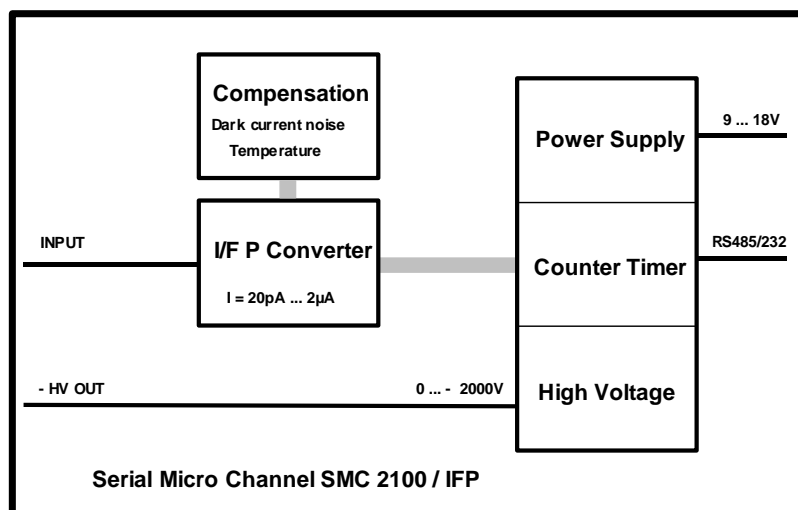 Compensation
Dark current noise
Temperature
Power Supply
9 ... 18V
INPUT
I/F P Converter
I = 20pA ... 2µA
Counter Timer
RS485/232
- HV OUT
0 ... - 2000V
High Voltage
Serial Micro Channel SMC 2100 / IFP